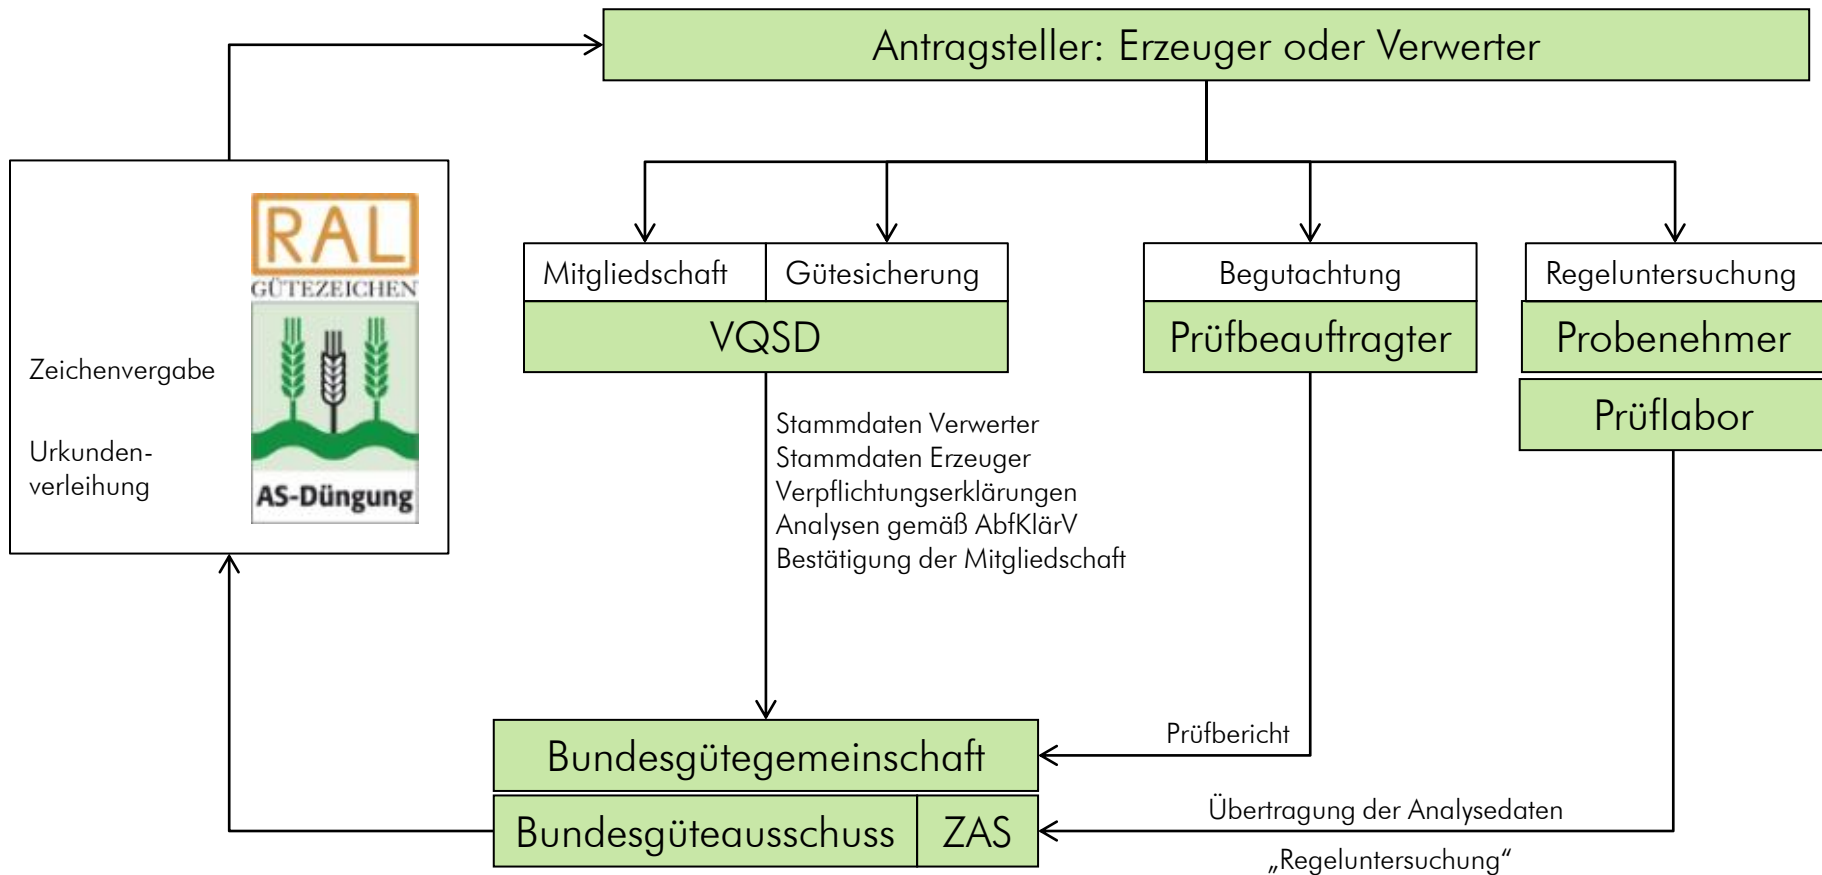 Antragsteller: Erzeuger oder Verwerter
RAL
GÜTEZEICHEN
AS-Düngung
Zeichenvergabe
Urkunden-
verleihung
Mitgliedschaft
Gütesicherung
VQSD
Begutachtung
Prüfbeauftragter
Regeluntersuchung
Probenehmer
Prüflabor
Stammdaten Verwerter
Stammdaten Erzeuger
Verpflichtungserklärungen
Analysen gemäß AbfKlärV
Bestätigung der Mitgliedschaft
Bundesgütegemeinschaft
Prüfbericht
Bundesgüteausschuss
ZAS
Übertragung der Analysedaten
„Regeluntersuchung“